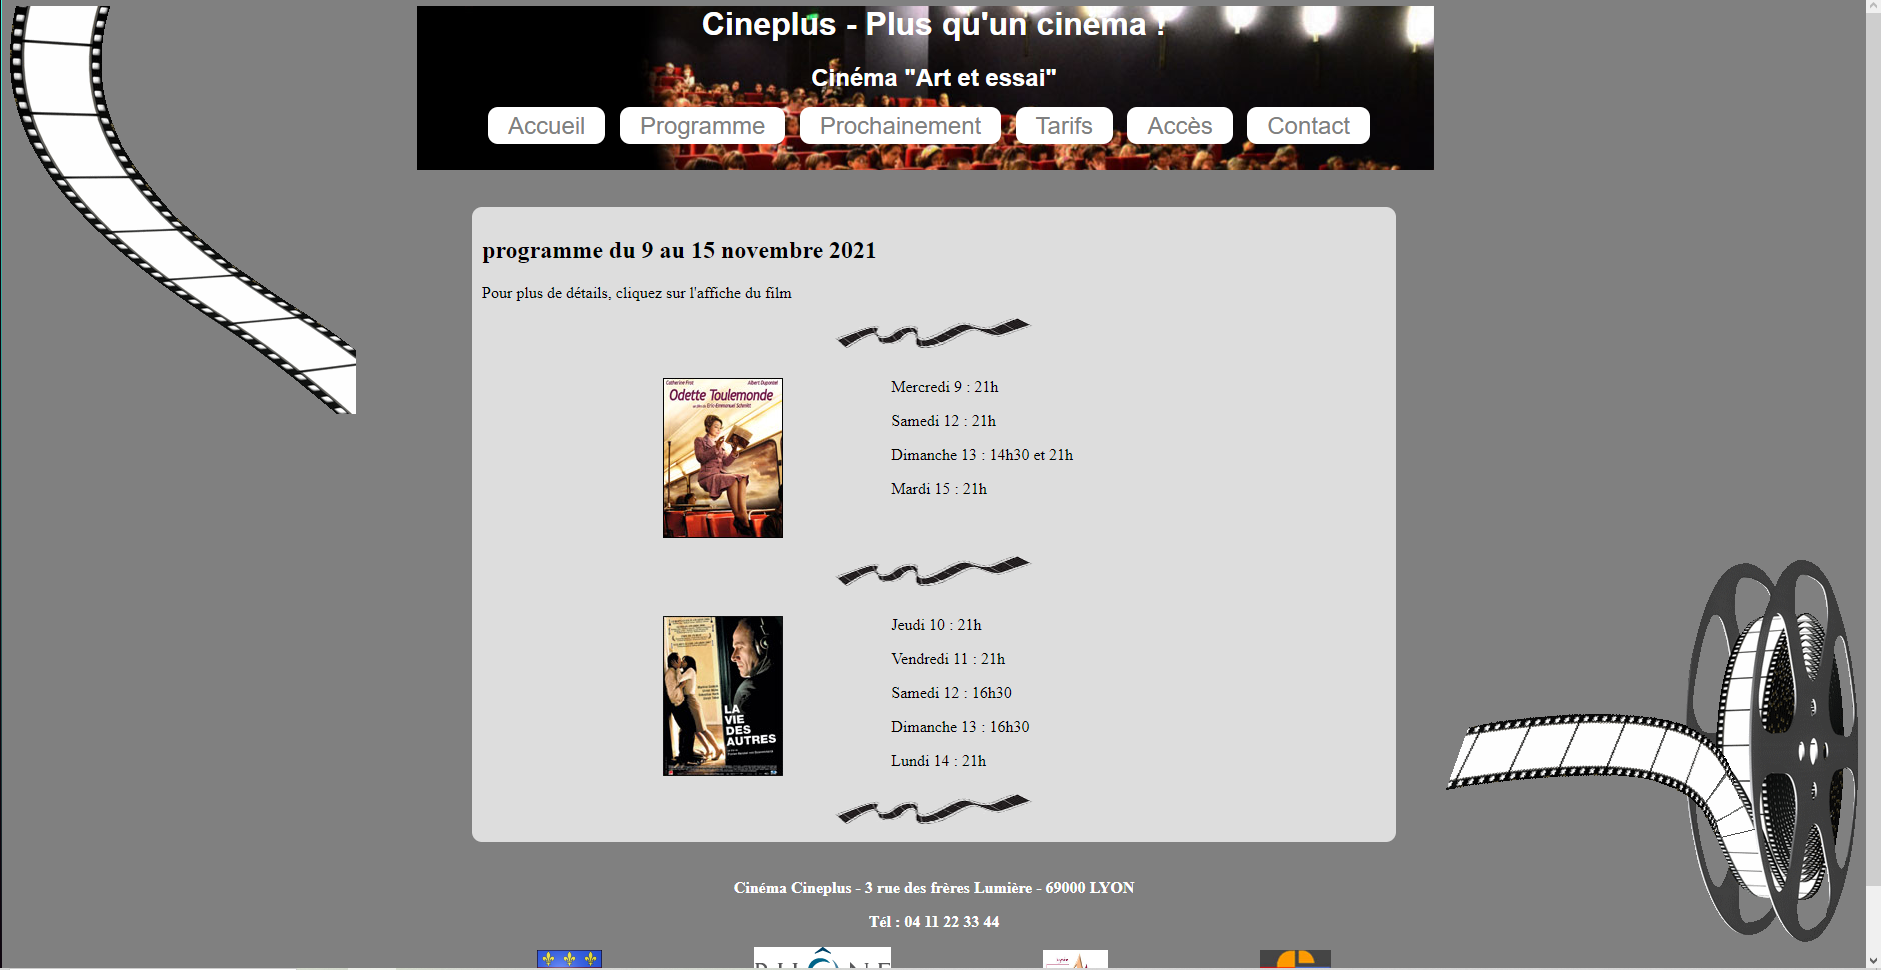 Cineplus - Plus qu'un cinéma !
Cinéma "Art et essai"
Accueil Programme Prochainement Tarifs Accès Contact
programme du 9 au 15 novembre 2021
Pour plus de détails, cliquez sur l'affiche du film
Catherine Frot Albert Dupontel
Odette Toulemonde
un film de Eric-Emmanuel Schmitt
Mercredi 9 : 21h
Samedi 12 : 21h
Dimanche 13 : 14h30 et 21h
Mardi 15 : 21h
LA
VIE
DES
AUTRES
Jeudi 10 : 21h
Vendredi 11 : 21h
Samedi 12 : 16h30
Dimanche 13 : 16h30
Lundi 14 : 21h
Cinéma Cineplus - 3 rue des frères Lumière - 69000 LYON
Tél : 04 11 22 33 44